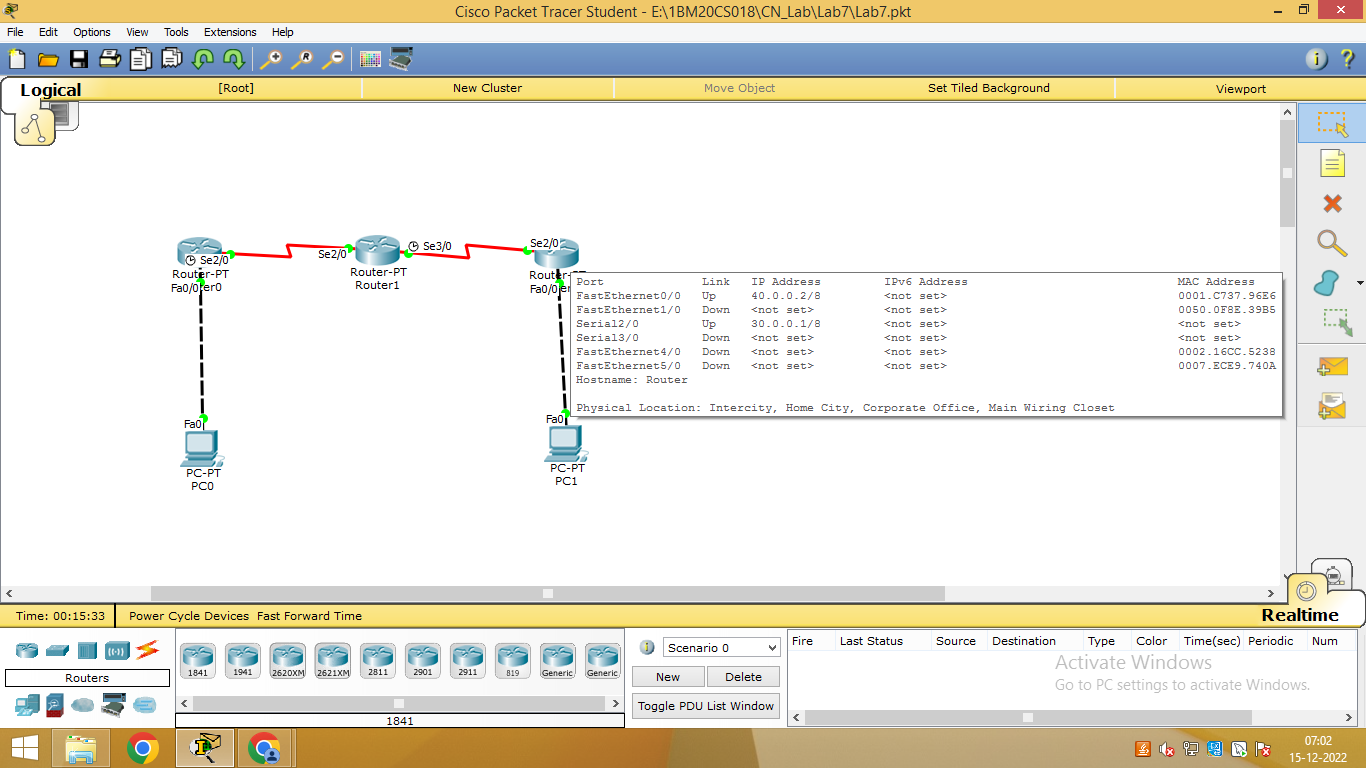 Cisco Packet Tracer Student - E:\1BM20CS018\CN_Lab\Lab7\Lab7.pkt
File Edit Options View Tools Extensions Help
Logical [Root] New Cluster Move Object Set Tiled Background Viewport
Se2/0
Router-PT
Fa0/0
er0
Se2/0
Router-PT
Router1
Se3/0
Se2/0
Fa0/0
Port Link IP Address IPv6 Address MAC Address
FastEthernet0/0 Up 40.0.0.2/8 <not set> 0001.C737.96E6
FastEthernet1/0 Down <not set> <not set> 0050.0F8E.39B5
Serial2/0 Up 30.0.0.1/8 <not set> <not set>
Serial3/0 Down <not set> <not set> <not set>
FastEthernet4/0 Down <not set> <not set> 0002.16CC.5238
FastEthernet5/0 Down <not set> <not set> 0007.ECE9.740A
Hostname: Router
Physical Location: Intercity, Home City, Corporate Office, Main Wiring Closet
Fa0
PC-PT
PC0
Fa0
PC-PT
PC1
Time: 00:15:33 Power Cycle Devices Fast Forward Time Realtime
Routers
1841 1941 2620XM 2621XM 2811 2901 2911 819 Generic Generic
1841
Scenario 0
New Delete
Toggle PDU List Window
Fire Last Status Source Destination Type Color Time(sec) Periodic Num
Activate Windows
Go to PC settings to activate Windows.
07:02
15-12-2022